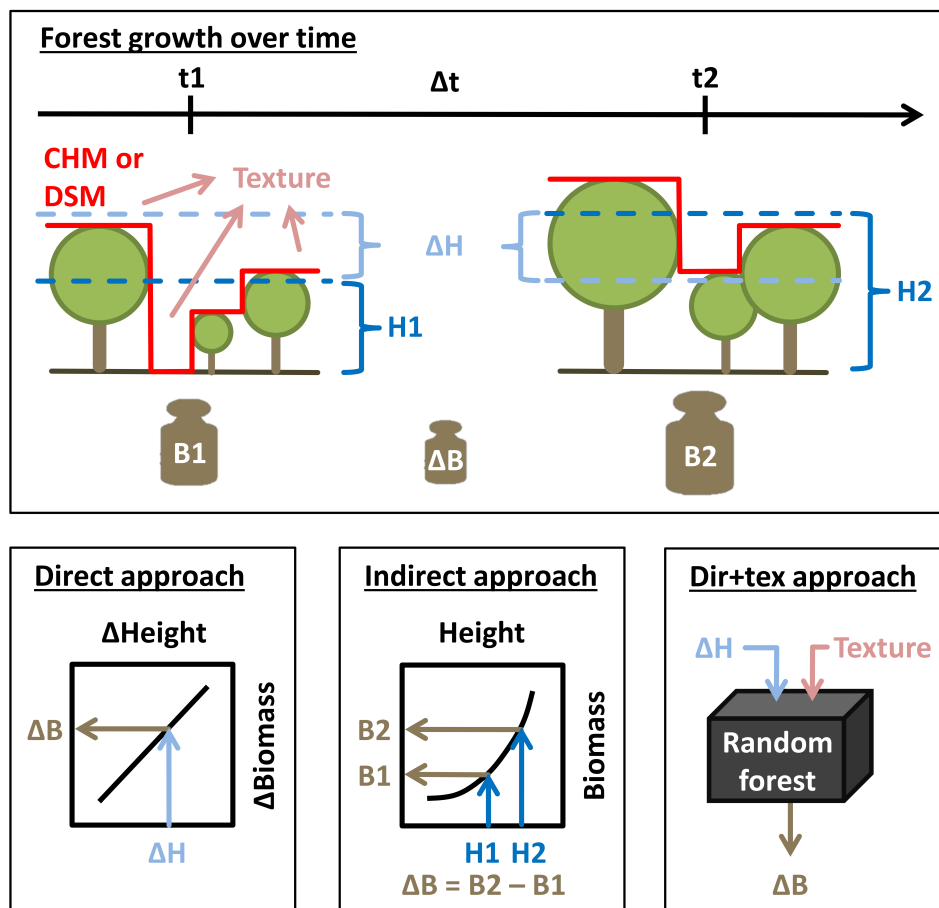 Forest growth over time
t1
Δt
t2
CHM or
DSM
Texture
ΔH
H1
H2
B1
ΔB
B2
Direct approach
ΔHeight
ΔB
ΔBiomass
ΔH
Indirect approach
Height
B2
B1
Biomass
H1 H2
ΔB = B2 – B1
Dir+tex approach
ΔH
Texture
Random
forest
ΔB